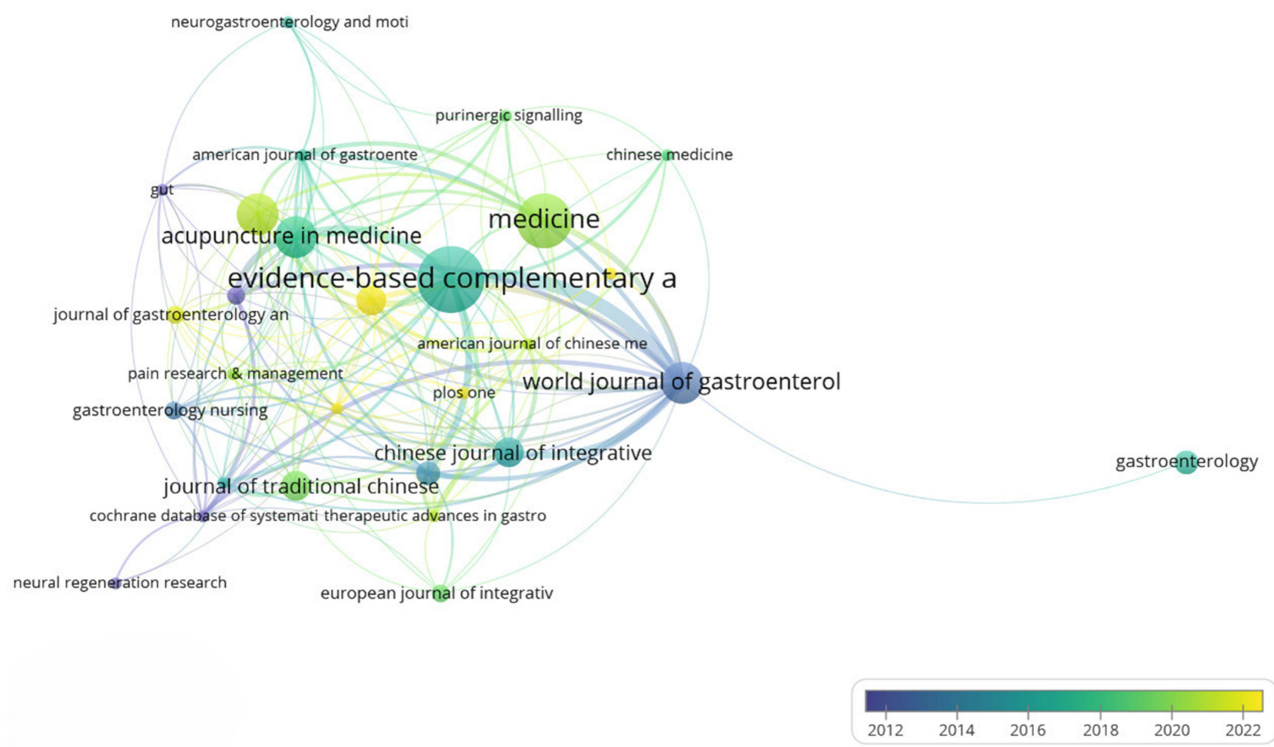 neurogastroenterology and moti
purinergic signalling
american journal of gastroente
chinese medicine
gut
medicine
acupuncture in medicine
evidence-based complementary a
journal of gastroenterology an
american journal of chinese me
pain research & management
world journal of gastroenterol
plos one
gastroenterology nursing
chinese journal of integrative
gastroenterology
journal of traditional chinese
cochrane database of systemati
therapeutic advances in gastro
neural regeneration research
european journal of integrativ
2012 2014 2016 2018 2020 2022